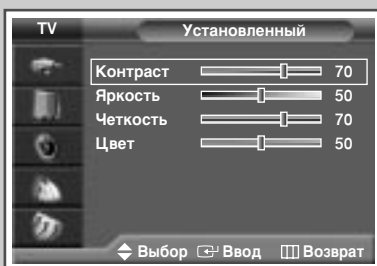 TV Установленный
Контраст 70
Яркость 50
Четкость 70
Цвет 50
Выбор Ввод Возврат